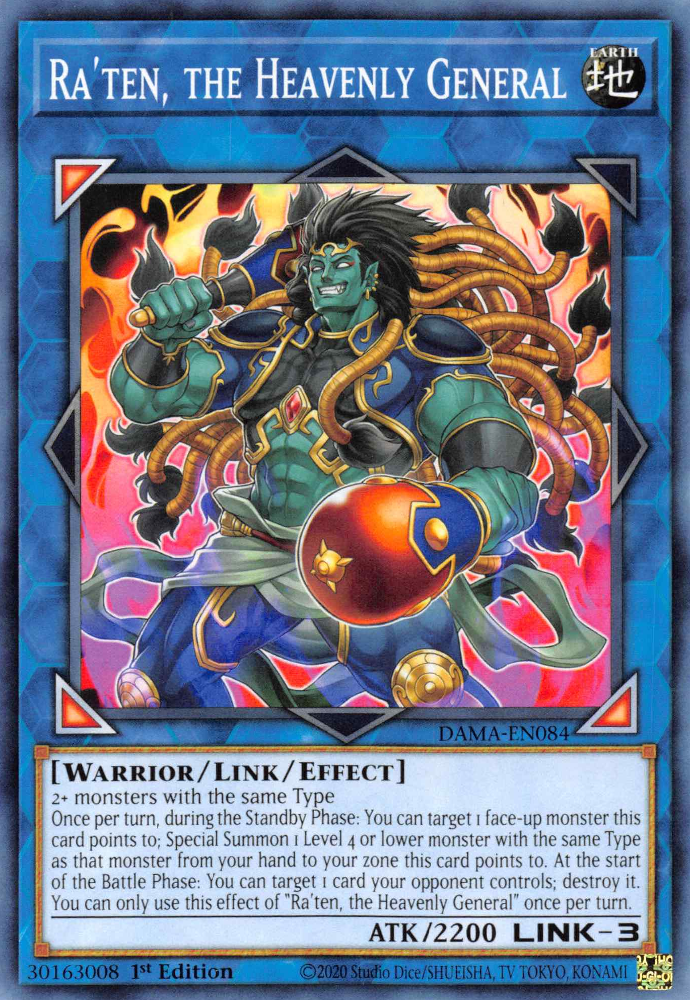 RA'TEN, THE HEAVENLY GENERAL
EARTH
地
DAMA-EN084
[WARRIOR/LINK/EFFECT]
2+ monsters with the same Type
Once per turn, during the Standby Phase: You can target 1 face-up monster this
card points to; Special Summon 1 Level 4 or lower monster with the same Type
as that monster from your hand to your zone this card points to. At the start
of the Battle Phase: You can target 1 card your opponent controls; destroy it.
You can only use this effect of "Ra'ten, the Heavenly General" once per turn.
ATK/2200 LINK-3
30163008 1st Edition ©2020 Studio Dice/SHUEISHA, TV TOKYO, KONAMI